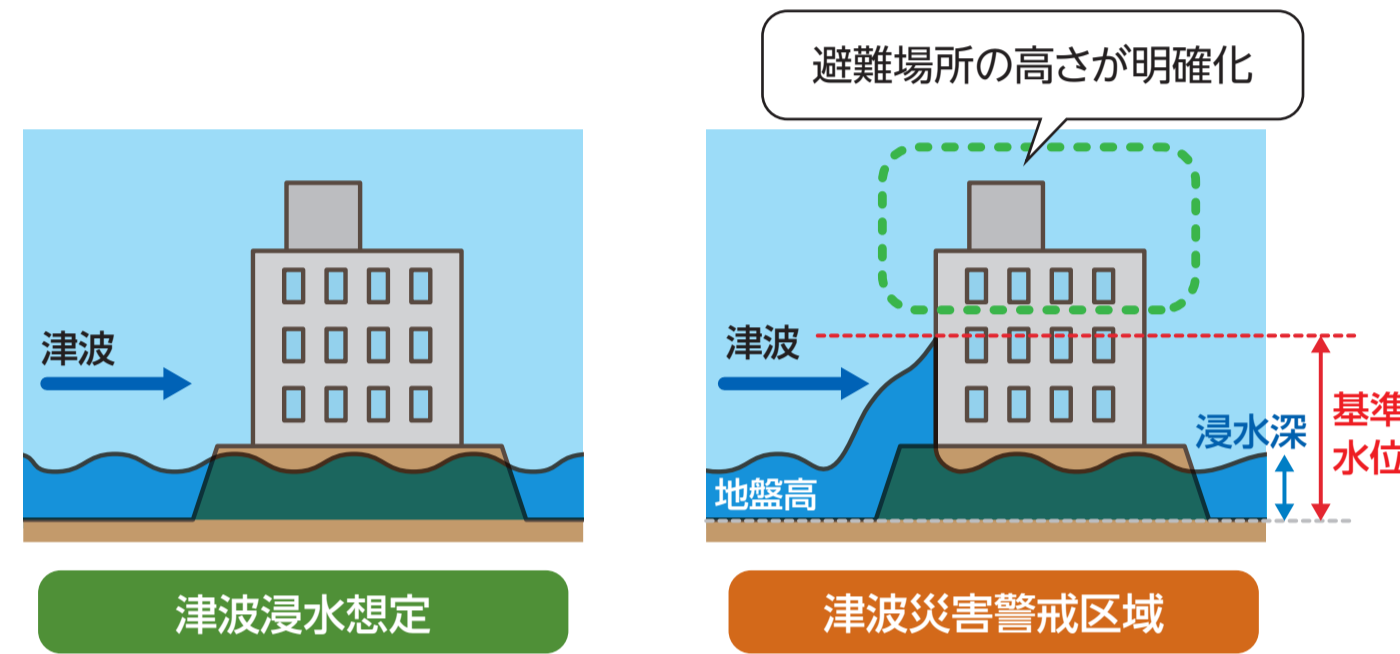 避難場所の高さが明確化
津波
津波浸水想定
津波
浸水深
基準
水位
地盤高
津波災害警戒区域